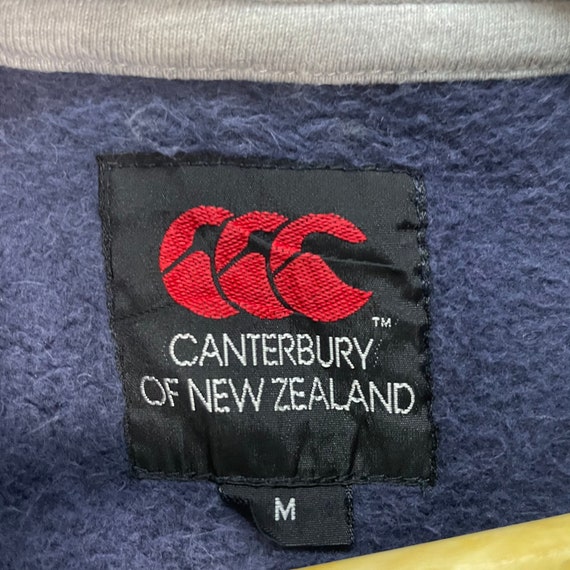 TM
CANTERBURY
OF NEW ZEALAND
M